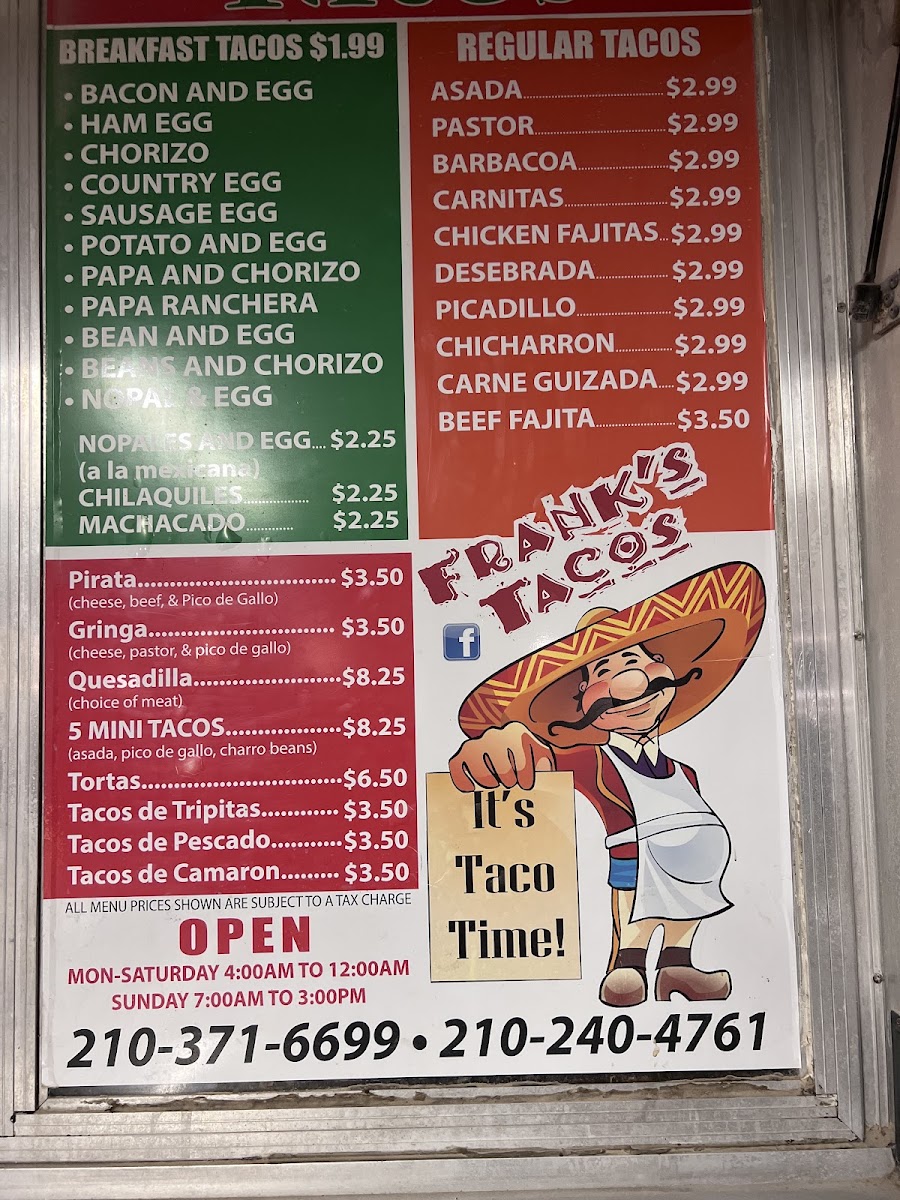 BREAKFAST TACOS $1.99
• BACON AND EGG
• HAM EGG
• CHORIZO
• COUNTRY EGG
• SAUSAGE EGG
• POTATO AND EGG
• PAPA AND CHORIZO
• PAPA RANCHERA
• BEAN AND EGG
• BEANS AND CHORIZO
• NOPAL & EGG
NOPALES AND EGG.... $2.25
(a la mexicana)
CHILAQUILES................ $2.25
MACHACADO............ $2.25
REGULAR TACOS
ASADA..............................$2.99
PASTOR............................$2.99
BARBACOA....................$2.99
CARNITAS.......................$2.99
CHICKEN FAJITAS..$2.99
DESEBRADA................ $2.99
PICADILLO.....................$2.99
CHICHARRON.............$2.99
CARNE GUIZADA....$2.99
BEEF FAJITA..................$3.50
Pirata............................... $3.50
(cheese, beef, & Pico de Gallo)
Gringa............................. $3.50
(cheese, pastor, & pico de gallo)
Quesadilla.......................$8.25
(choice of meat)
5 MINI TACOS..................$8.25
(asada, pico de gallo, charro beans)
Tortas...............................$6.50
Tacos de Tripitas............ $3.50
Tacos de Pescado...........$3.50
Tacos de Camaron......... $3.50
FRANK'S
TACOS
f
It's
Taco
Time!
ALL MENU PRICES SHOWN ARE SUBJECT TO A TAX CHARGE
OPEN
MON-SATURDAY 4:00AM TO 12:00AM
SUNDAY 7:00AM TO 3:00PM
210-371-6699 • 210-240-4761